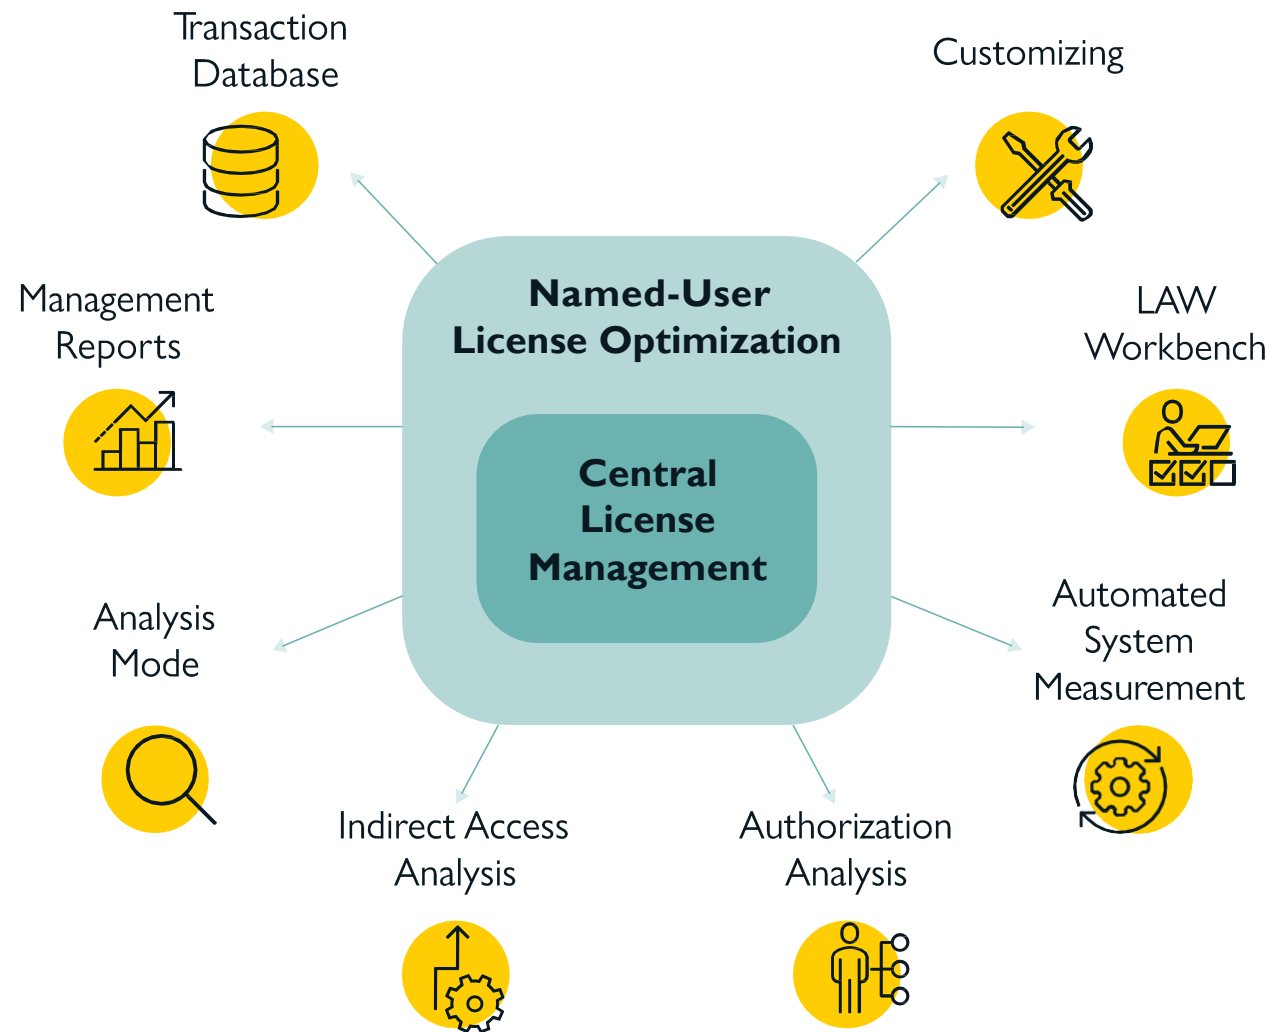 Transaction
Database
Customizing
Management
Reports
Named-User
License Optimization
LAW
Workbench
Central
License
Management
Analysis
Mode
Automated
System
Measurement
Indirect Access
Analysis
Authorization
Analysis